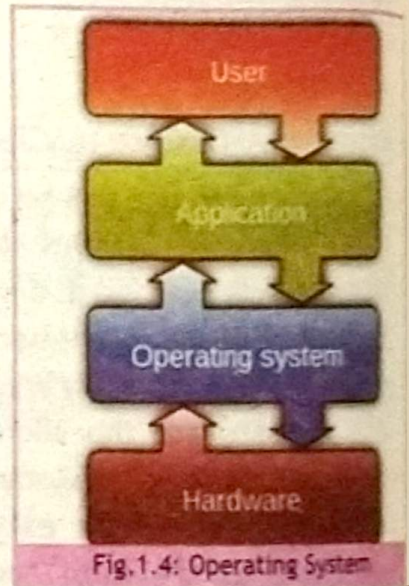 User
Application
Operating system
Hardware
Fig.1.4: Operating System